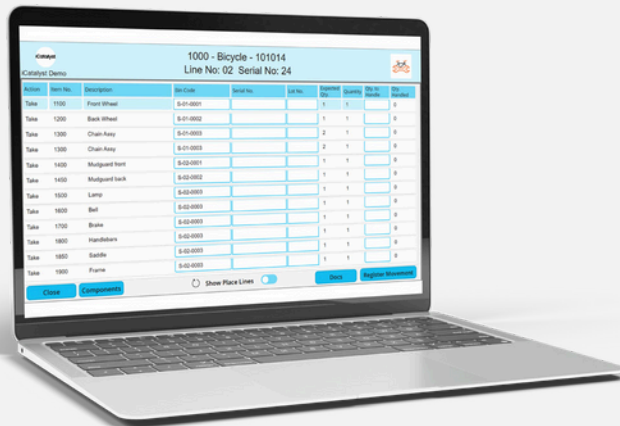 iCatalyst
iCatalyst Demo
1000 - Bicycle - 101014
Line No: 02 Serial No: 24
Action Item No. Description Bin Code Serial No. Lot No. Expected Qty. Quantity Qty. to Handle Qty. Handled
Take 1100 Front Wheel S-01-0001 1 1 0
Take 1200 Back Wheel S-01-0002 1 1 0
Take 1300 Chain Assy S-01-0003 2 1 0
Take 1300 Chain Assy S-01-0003 2 1 0
Take 1400 Mudguard front S-02-0001 1 1 0
Take 1450 Mudguard back S-02-0002 1 1 0
Take 1500 Lamp S-02-0003 1 1 0
Take 1600 Bell S-02-0003 1 1 0
Take 1700 Brake S-02-0003 1 1 0
Take 1800 Handlebars S-02-0003 1 1 0
Take 1850 Saddle S-02-0003 1 1 0
Take 1900 Frame S-02-0003 1 1 0
Close Components Show Place Lines Docs Register Movement